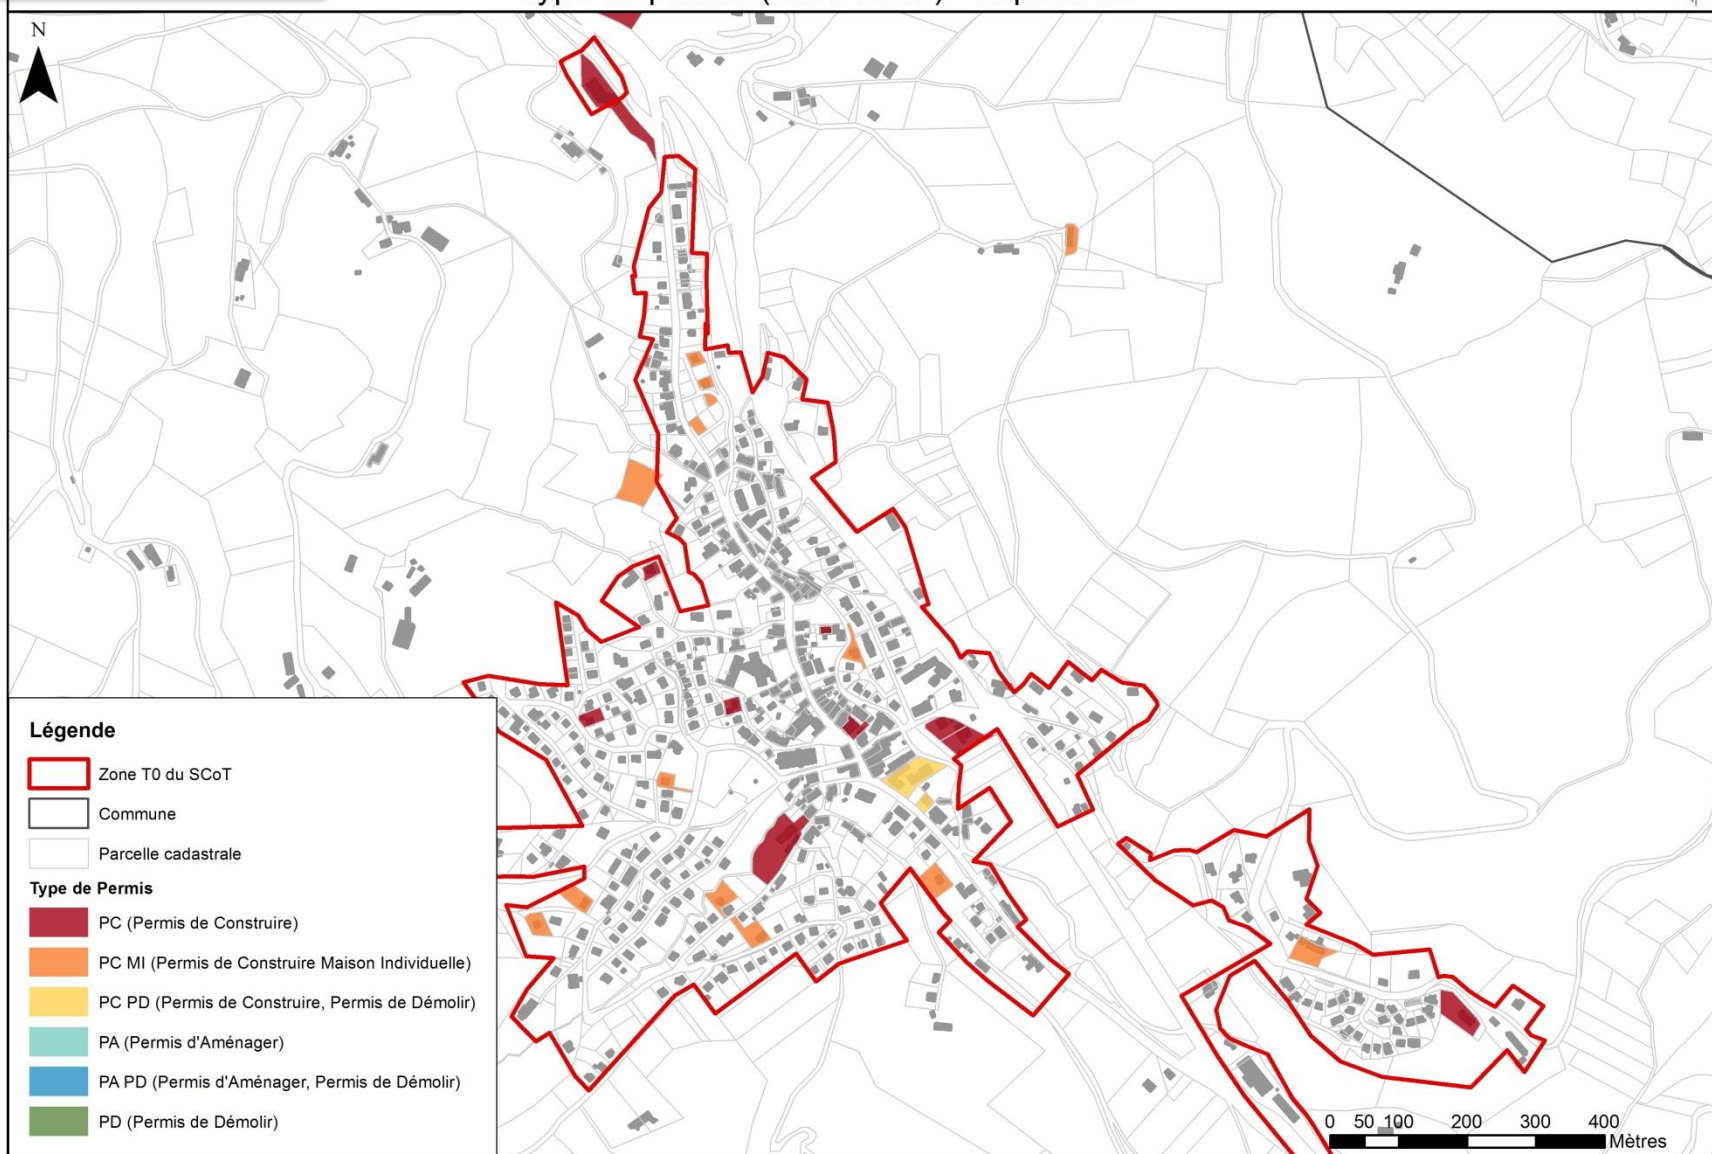 N
Légende
Zone T0 du SCoT
Commune
Parcelle cadastrale
Type de Permis
PC (Permis de Construire)
PC MI (Permis de Construire Maison Individuelle)
PC PD (Permis de Construire, Permis de Démolir)
PA (Permis d'Aménager)
PA PD (Permis d'Aménager, Permis de Démolir)
PD (Permis de Démolir)
0 50 100 200 300 400
Mètres